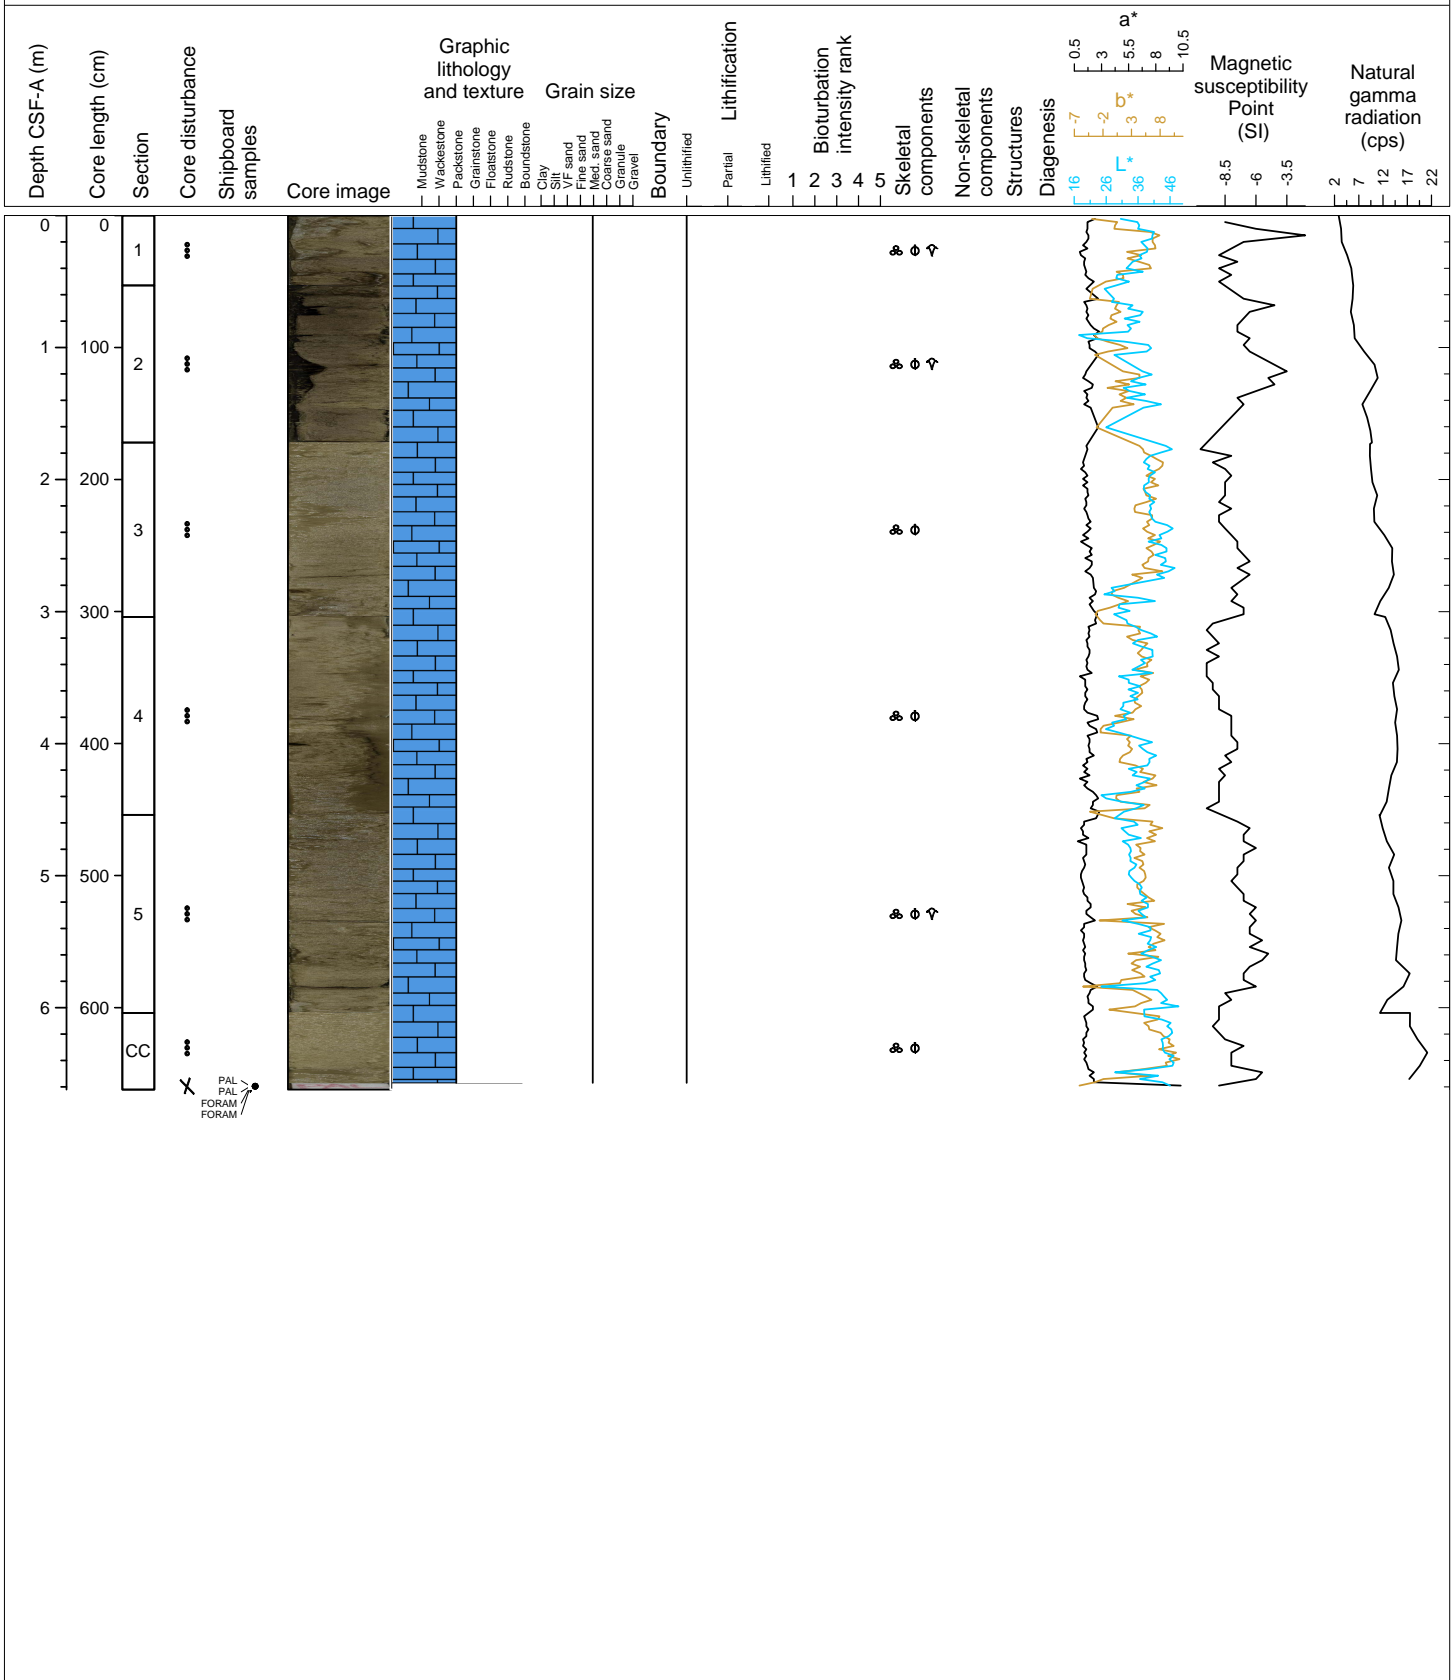 Depth CSF-A (m)
Core length (cm)
Section
Core disturbance
Shipboard
samples
Core image
Graphic
lithology
and texture
Mudstone
Wackestone
Packstone
Grainstone
Floatstone
Rudstone
Boundstone
Grain size
Clay
Silt
VF sand
Fine sand
Med. sand
Coarse sand
Granule
Gravel
Boundary
Lithification
Unlithified
Partial
Lithified
Bioturbation
intensity rank
1 2 3 4 5
Skeletal
components
Non-skeletal
components
Structures
Diagenesis
a*
0.5 3 5.5 8 10.5
b*
-7 -2 3 8
L*
16 26 36 46
Magnetic
susceptibility
Point
(SI)
-8.5 -6 -3.5
Natural
gamma
radiation
(cps)
2 7 12 17 22
0 0
1
1 100
2
2 200
3
3 300
4
4 400
5 500
5
6 600
CC
PAL
PAL
FORAM
FORAM